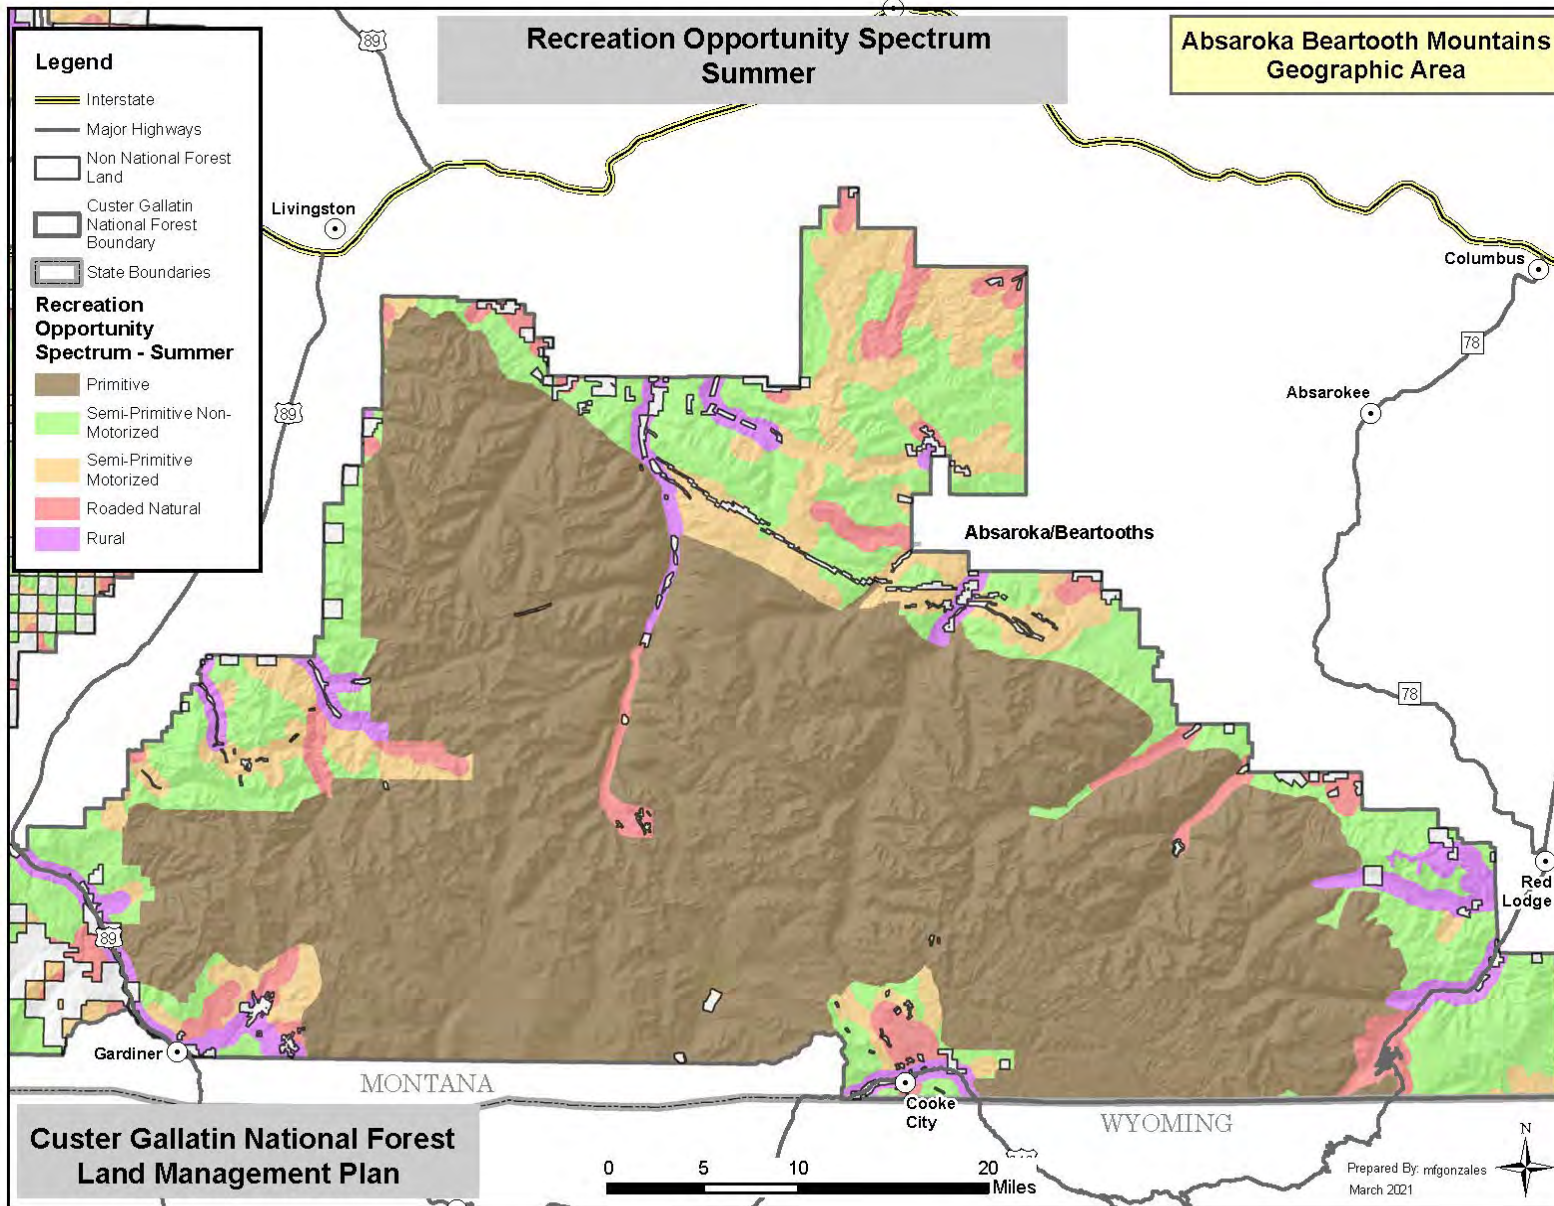 Recreation Opportunity Spectrum
Summer
Absaroka Beartooth Mountains
Geographic Area
Legend
Interstate
Major Highways
Non National Forest
Land
Custer Gallatin
National Forest
Boundary
State Boundaries
Recreation
Opportunity
Spectrum - Summer
Primitive
Semi-Primitive Non-
Motorized
Semi-Primitive
Motorized
Roaded Natural
Rural
89
Livingston
Columbus
78
Absarokee
89
Absaroka/Beartooths
78
Red
Lodge
89
Gardiner
MONTANA
Cooke
City
WYOMING
Custer Gallatin National Forest
Land Management Plan
0 5 10 20
Miles
N
Prepared By: mfgonzales
March 2021